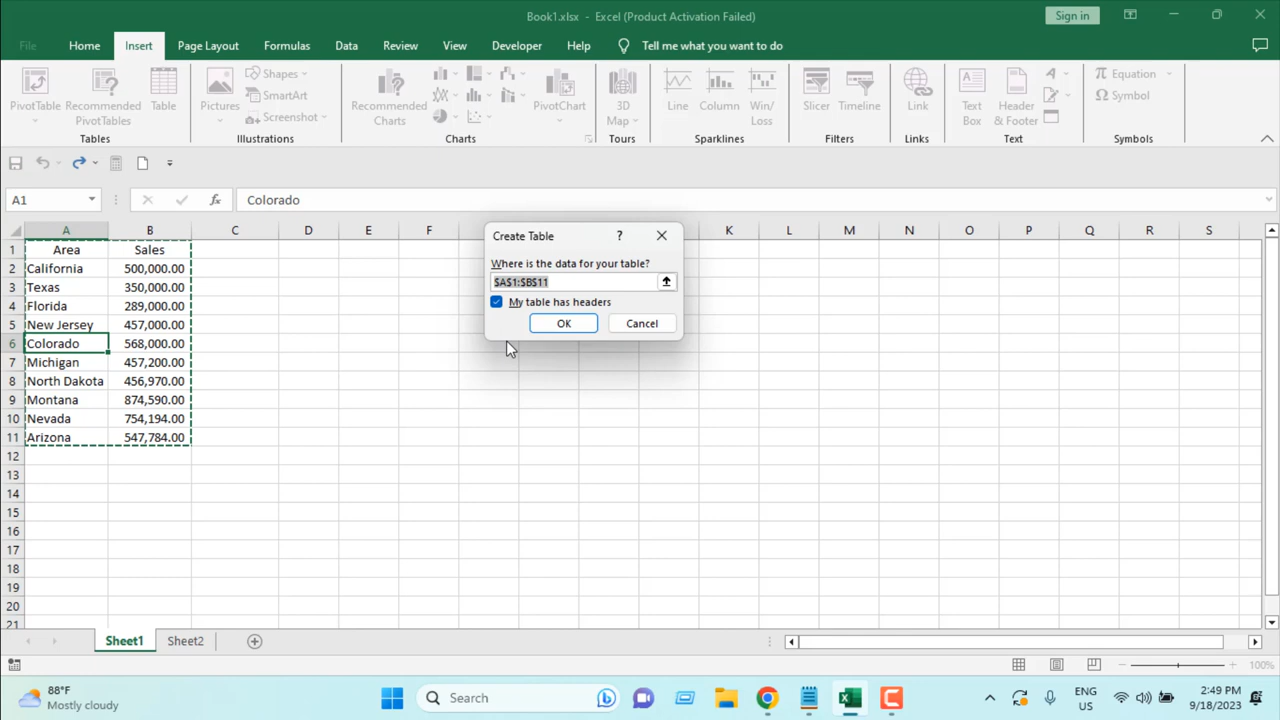 Book1.xlsx - Excel (Product Activation Failed)
Sign in
File Home Insert Page Layout Formulas Data Review View Developer Help Tell me what you want to do
PivotTable
Recommended PivotTables
Table
Tables
Pictures
Shapes
SmartArt
Screenshot
Illustrations
Recommended Charts
PivotChart
Charts
3D Map
Tours
Line
Column
Win/ Loss
Sparklines
Slicer
Timeline
Filters
Link
Links
Text Box
Header & Footer
Text
Equation
Symbol
Symbols
A1
Colorado
A B C D E F K L M N O P Q R S
1 Area Sales
2 California 500,000.00
3 Texas 350,000.00
4 Florida 289,000.00
5 New Jersey 457,000.00
6 Colorado 568,000.00
7 Michigan 457,200.00
8 North Dakota 456,970.00
9 Montana 874,590.00
10 Nevada 754,194.00
11 Arizona 547,784.00
12
13
14
15
16
17
18
19
20
21
Create Table ?
Where is the data for your table?
$A$1:$B$11
My table has headers
OK Cancel
Sheet1 Sheet2
100%
88°F
Mostly cloudy
Search
ENG
US
2:49 PM
9/18/2023